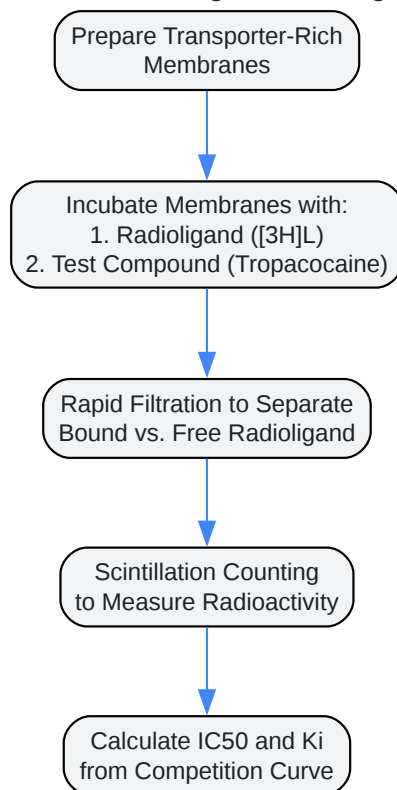 Prepare Transporter-Rich
Membranes
Incubate Membranes with:
1. Radioligand ([3H]L)
2. Test Compound (Tropacocaine)
Rapid Filtration to Separate
Bound vs. Free Radioligand
Scintillation Counting
to Measure Radioactivity
Calculate IC50 and Ki
from Competition Curve